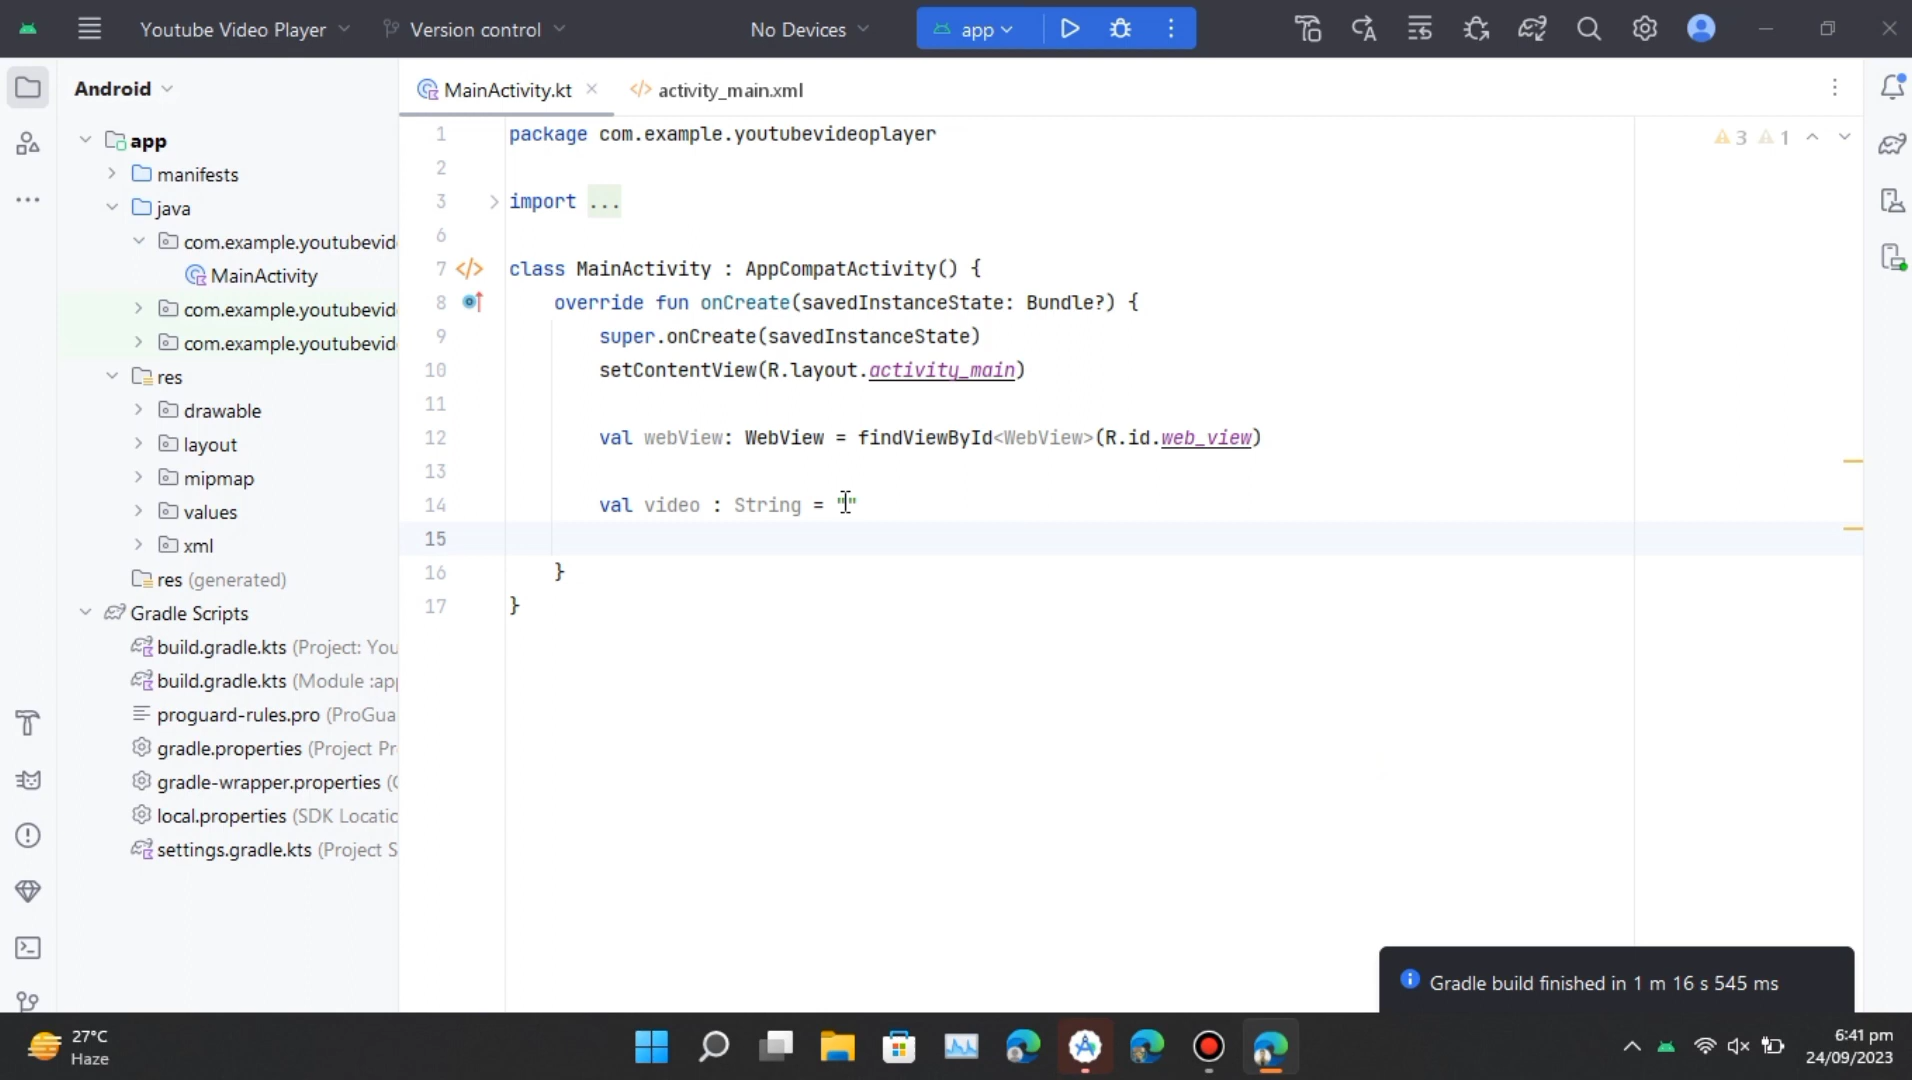 Youtube Video Player
Version control
No Devices
app
Android
MainActivity.kt
activity_main.xml
app
manifests
java
com.example.youtubevid
MainActivity
com.example.youtubevid
com.example.youtubevid
res
drawable
layout
mipmap
values
xml
res (generated)
Gradle Scripts
build.gradle.kts (Project: You
build.gradle.kts (Module :app
proguard-rules.pro (ProGua
gradle.properties (Project Pr
gradle-wrapper.properties (G
local.properties (SDK Locatio
settings.gradle.kts (Project S
1 package com.example.youtubevideoplayer
2
3 import ...
6
7 class MainActivity : AppCompatActivity() {
8 override fun onCreate(savedInstanceState: Bundle?) {
9 super.onCreate(savedInstanceState)
10 setContentView(R.layout.activity_main)
11
12 val webView: WebView = findViewById<WebView>(R.id.web_view)
13
14 val video : String = ""
15
16 }
17 }
3 1
Gradle build finished in 1 m 16 s 545 ms
27°C
Haze
6:41 pm
24/09/2023